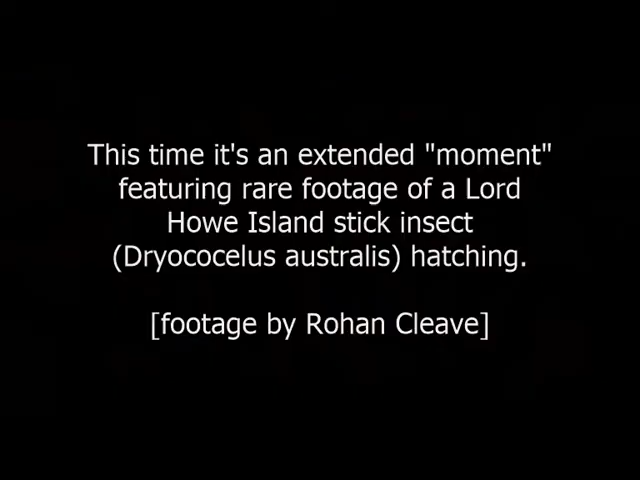 This time it's an extended "moment"
featuring rare footage of a Lord
Howe Island stick insect
(Dryococelus australis) hatching.
[footage by Rohan Cleave]